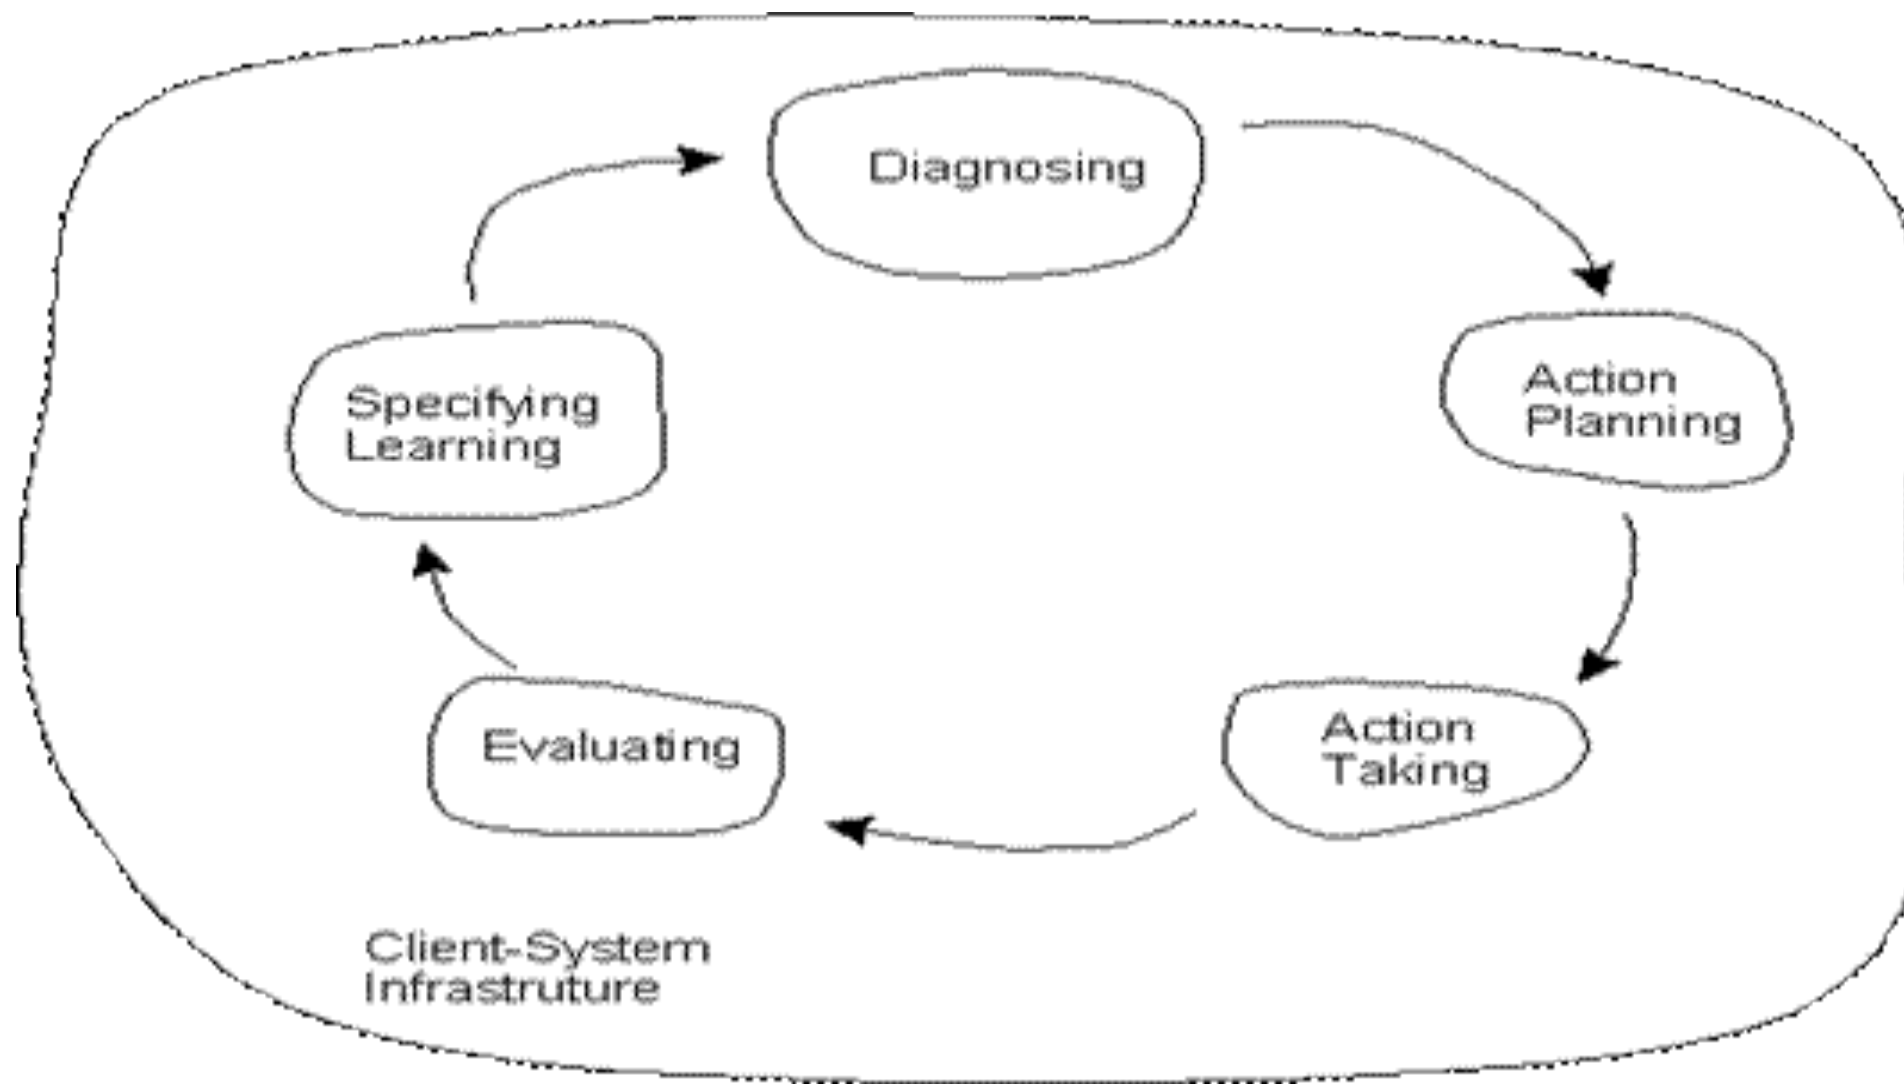 Diagnosing
Action
Planning
Specifying
Learning
Action
Taking
Evaluating
Client-System
Infrastruture